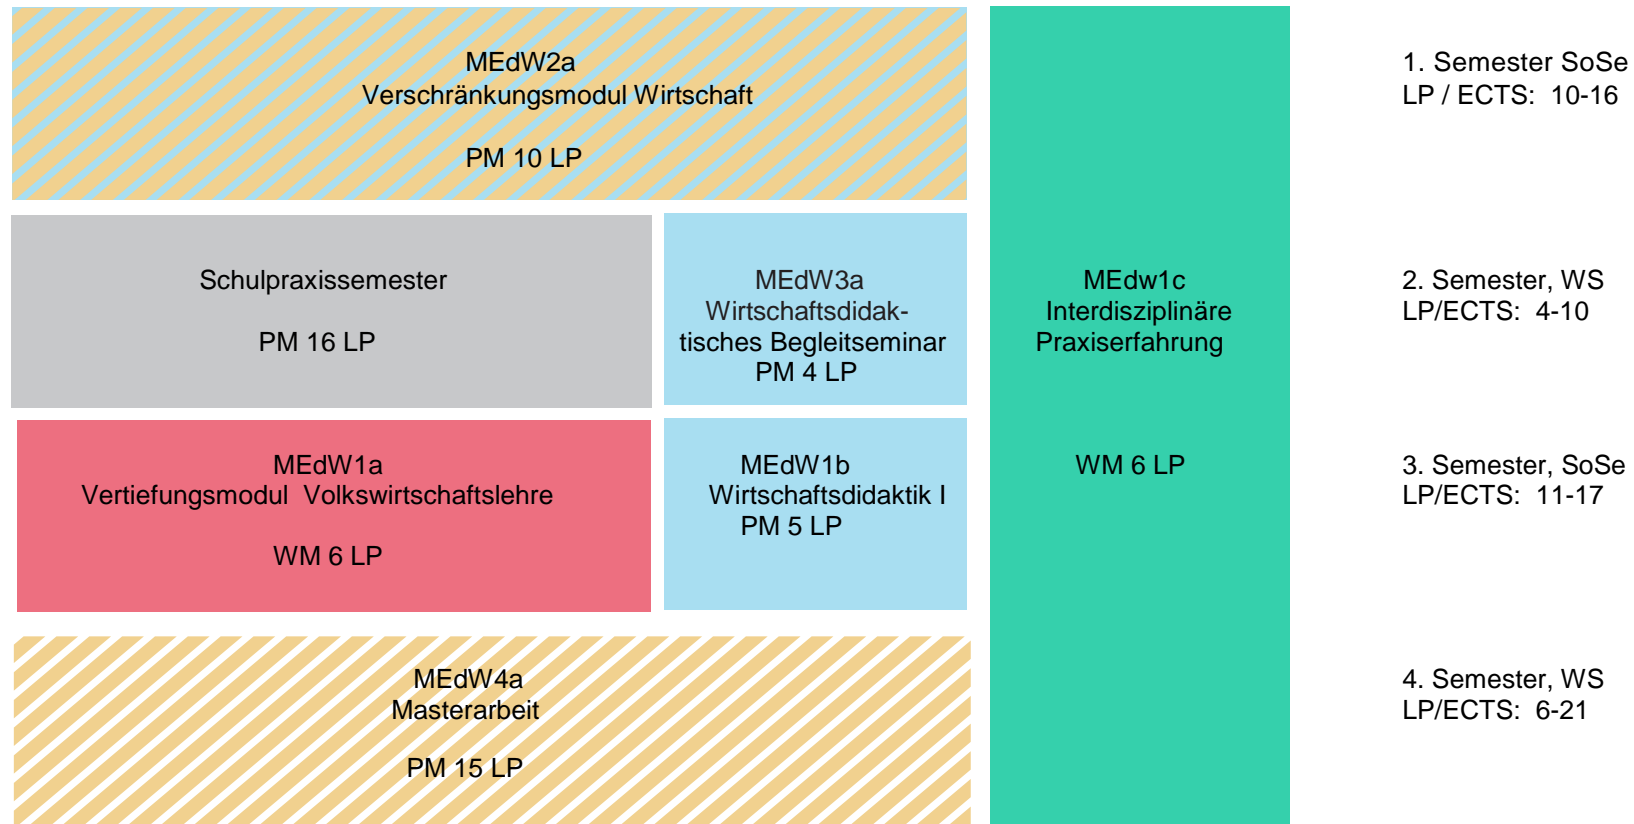 MEdW2a
Verschränkungsmodul Wirtschaft
PM 10 LP
1. Semester SoSe
LP / ECTS: 10-16
Schulpraxissemester
PM 16 LP
MEdW3a
Wirtschaftsdidak-
tisches Begleitseminar
PM 4 LP
MEdw1c
Interdisziplinäre
Praxiserfahrung
WM 6 LP
2. Semester, WS
LP/ECTS: 4-10
MEdW1a
Vertiefungsmodul Volkswirtschaftslehre
WM 6 LP
MEdW1b
Wirtschaftsdidaktik I
PM 5 LP
3. Semester, SoSe
LP/ECTS: 11-17
MEdW4a
Masterarbeit
PM 15 LP
4. Semester, WS
LP/ECTS: 6-21